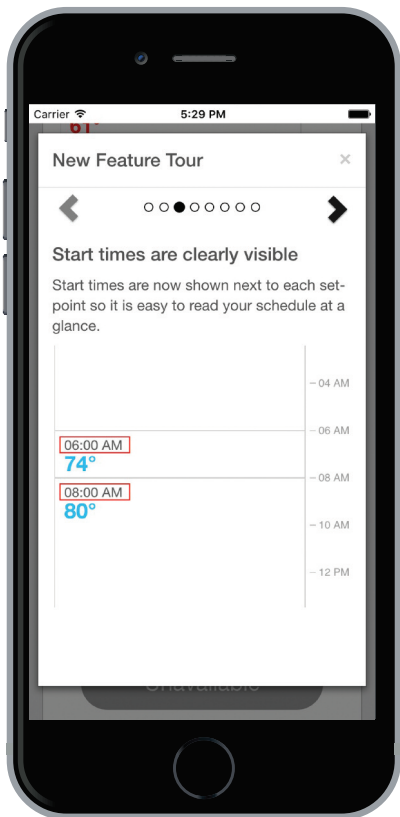 Carrier 5:29 PM
61°
New Feature Tour ×
Start times are clearly visible
Start times are now shown next to each set-
point so it is easy to read your schedule at a
glance.
04 AM
06 AM
06:00 AM
74°
08 AM
08:00 AM
80°
10 AM
12 PM
Unavailable